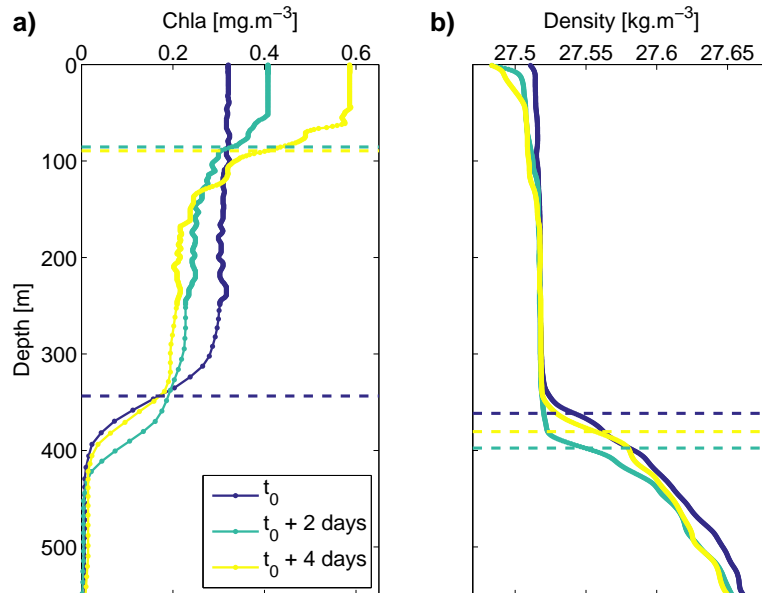 a) Chla [mg.m⁻³] b) Density [kg.m⁻³]
0 0.2 0.4 0.6 27.5 27.55 27.6 27.65
0
100
200
300
400
500
Depth [m]
t₀
t₀ + 2 days
t₀ + 4 days